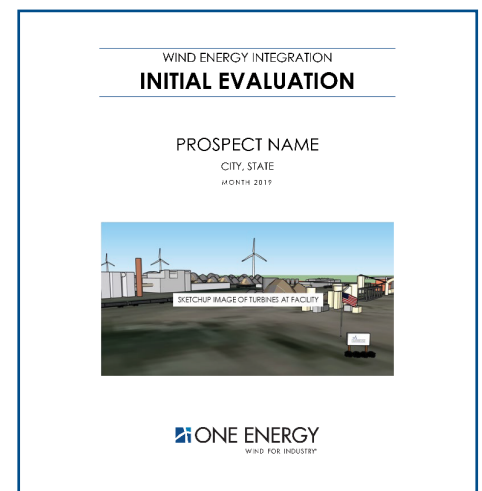 WIND ENERGY INTEGRATION
INITIAL EVALUATION
PROSPECT NAME
CITY, STATE
MONTH 2019
SKETCHUP IMAGE OF TURBINES AT FACILITY
ONE ENERGY
WIND FOR INDUSTRY®